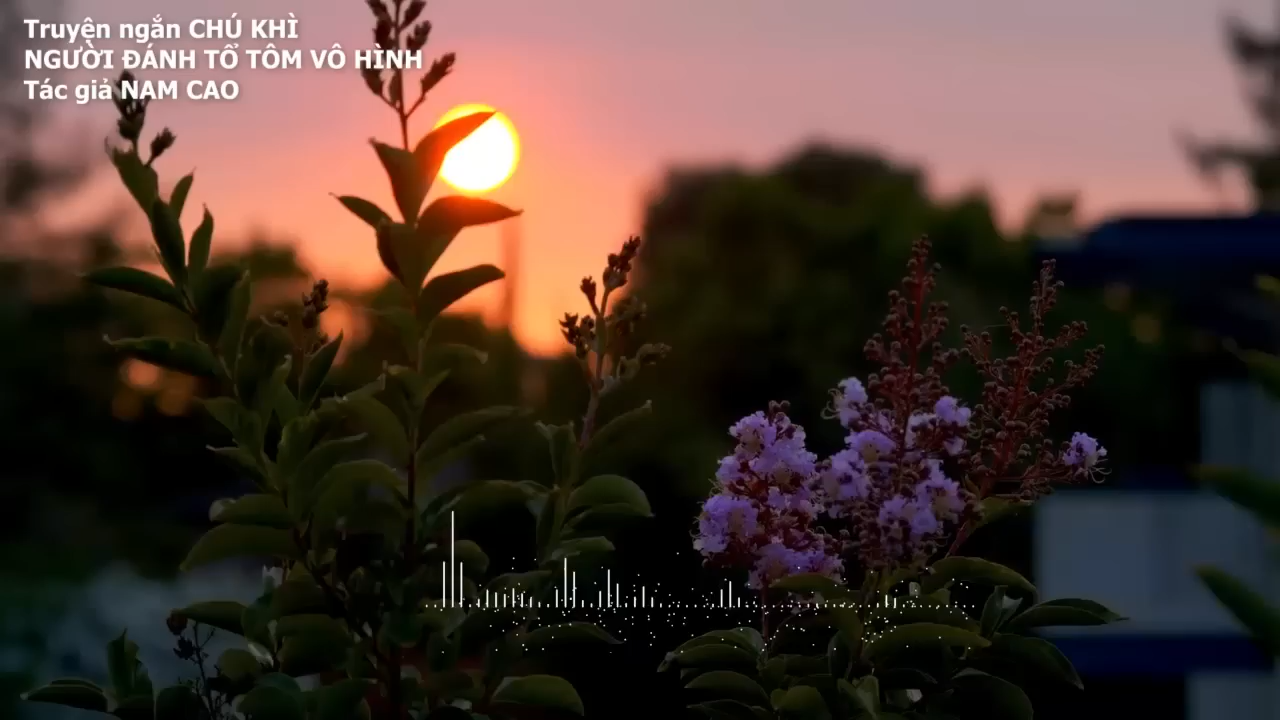 Truyện ngắn CHÚ KHÌ
NGƯỜI ĐÁNH TỔ TÔM VÔ HÌNH
Tác giả NAM CAO